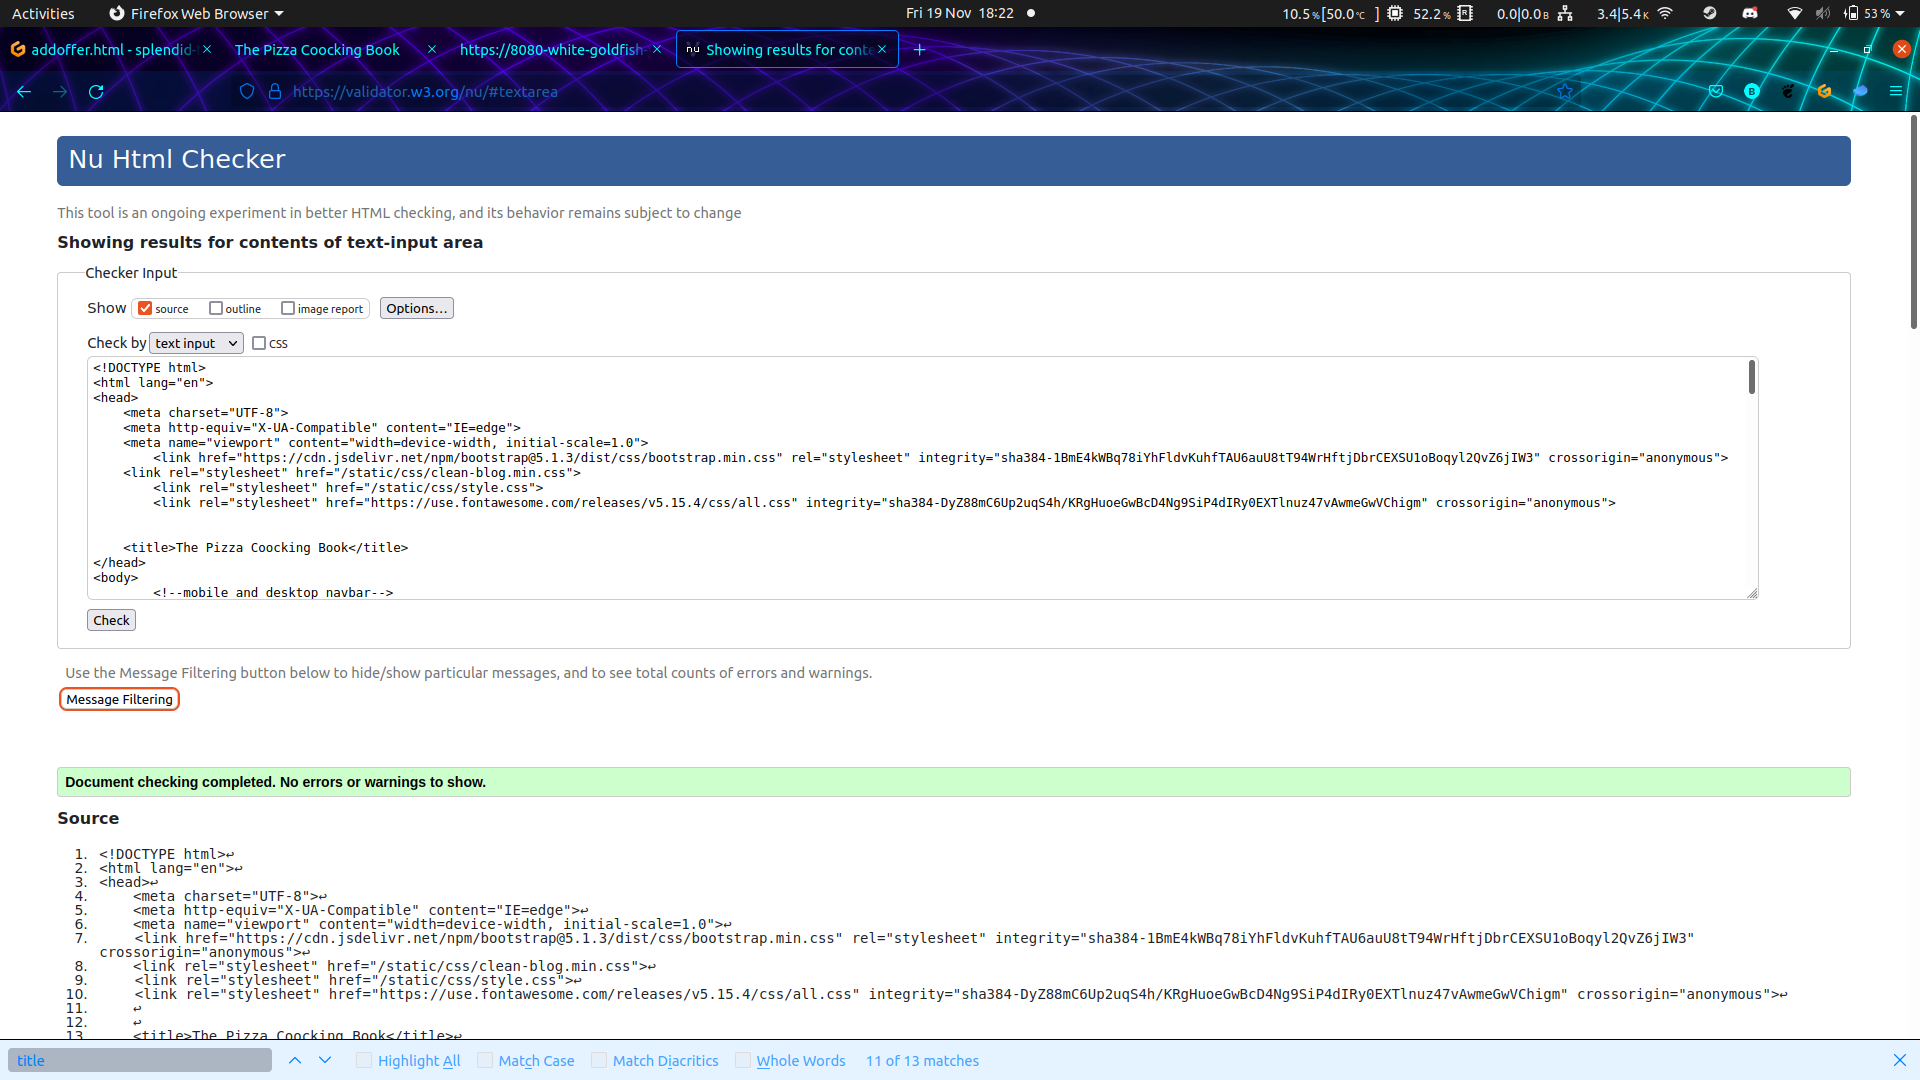 Activities Firefox Web Browser Fri 19 Nov 18:22 10.5% [50.0°C ] 52.2% 0.0|0.0B 3.4|5.4K 53 %
addoffer.html - splendid- The Pizza Coocking Book https://8080-white-goldfish- Showing results for conte
https://validator.w3.org/nu/#textarea
Nu Html Checker
This tool is an ongoing experiment in better HTML checking, and its behavior remains subject to change
Showing results for contents of text-input area
Checker Input
Show source outline image report Options...
Check by text input css
<!DOCTYPE html>
<html lang="en">
<head>
<meta charset="UTF-8">
<meta http-equiv="X-UA-Compatible" content="IE=edge">
<meta name="viewport" content="width=device-width, initial-scale=1.0">
<link href="https://cdn.jsdelivr.net/npm/bootstrap@5.1.3/dist/css/bootstrap.min.css" rel="stylesheet" integrity="sha384-1BmE4kWBq78iYhFldvKuhfTAU6auU8tT94WrHftjDbrCEXSU1oBoqyl2QvZ6jIW3" crossorigin="anonymous">
<link rel="stylesheet" href="/static/css/clean-blog.min.css">
<link rel="stylesheet" href="/static/css/style.css">
<link rel="stylesheet" href="https://use.fontawesome.com/releases/v5.15.4/css/all.css" integrity="sha384-DyZ88mC6Up2uqS4h/KRgHuoeGwBcD4Ng9SiP4dIRy0EXTlnuz47vAwmeGwVChigm" crossorigin="anonymous">
<title>The Pizza Coocking Book</title>
</head>
<body>
<!--mobile and desktop navbar-->
Check
Use the Message Filtering button below to hide/show particular messages, and to see total counts of errors and warnings.
Message Filtering
Document checking completed. No errors or warnings to show.
Source
1. <!DOCTYPE html>↩
2. <html lang="en">↩
3. <head>↩
4. <meta charset="UTF-8">↩
5. <meta http-equiv="X-UA-Compatible" content="IE=edge">↩
6. <meta name="viewport" content="width=device-width, initial-scale=1.0">↩
7. <link href="https://cdn.jsdelivr.net/npm/bootstrap@5.1.3/dist/css/bootstrap.min.css" rel="stylesheet" integrity="sha384-1BmE4kWBq78iYhFldvKuhfTAU6auU8tT94WrHftjDbrCEXSU1oBoqyl2QvZ6jIW3"
crossorigin="anonymous">↩
8. <link rel="stylesheet" href="/static/css/clean-blog.min.css">↩
9. <link rel="stylesheet" href="/static/css/style.css">↩
10. <link rel="stylesheet" href="https://use.fontawesome.com/releases/v5.15.4/css/all.css" integrity="sha384-DyZ88mC6Up2uqS4h/KRgHuoeGwBcD4Ng9SiP4dIRy0EXTlnuz47vAwmeGwVChigm" crossorigin="anonymous">↩
11. ↩
12. ↩
13. <title>The Pizza Coocking Book</title>↩
title Highlight All Match Case Match Diacritics Whole Words 11 of 13 matches